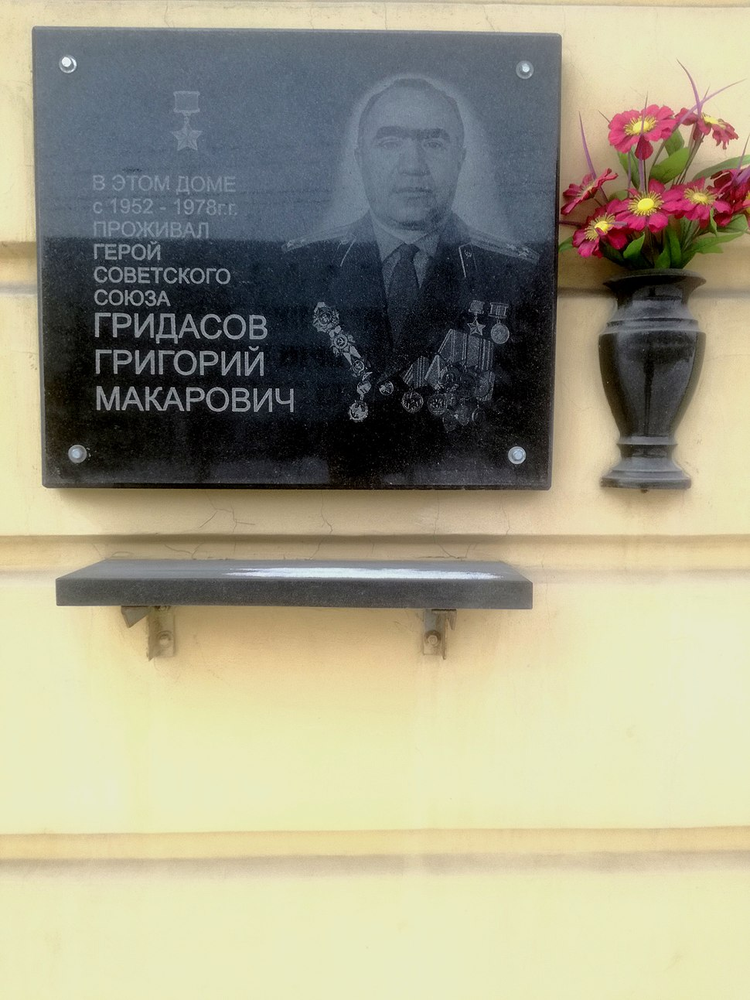 В ЭТОМ ДОМЕ
с 1952 - 1978г.г.
ПРОЖИВАЛ
ГЕРОЙ
СОВЕТСКОГО
СОЮЗА
ГРИДАСОВ
ГРИГОРИЙ
МАКАРОВИЧ